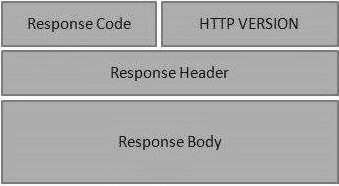 Response Code
HTTP VERSION
Response Header
Response Body